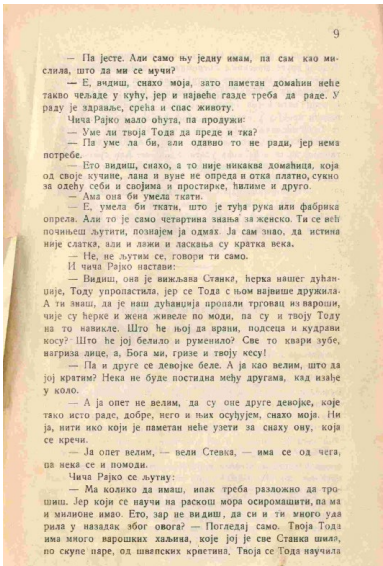 9
— Па јесте. Али само њу једну имам, па сам као ми-
слила, што да ми се мучи?
— Е, видиш, снахо моја, зато паметан домаћин неће
такво чељаде у кућу, јер и највеће газде треба да раде. У
раду је здравље, срећа и спас животу.
Чича Рајко мало оћута, па продужи:
— Уме ли твоја Тода да преде и тка?
— Па уме ла би, али одавно то не ради, јер нема
потребе.
— Ето видиш, снахо, а то није никаква домаћица, која
од своје кучине, лана и вуне не опреда и отка платно, сукно
за одећу себи и својима и простирке, ћилиме и друго.
— Ама она би умела ткати.
— Е, умела би ткати, што је туђа рука или фабрика
опрела. Али то је само четвртина знања за женско. Ти се већ
почињеш љутити, познајем ја одмах. Ја сам знао, да истина
није слатка, али и лажи и ласкања су кратка века.
— Не, не љутим се, говори ти само.
И чича Рајко настави:
— Видиш, она је вижљава Станка, ћерка нашег дућан-
џије, Тоду упропастила, јер се Тода с њом највише дружила.
А ти знаш, да је наш дућанџија пропали трговац из вароши,
чије су ћерке и жена живеле по моди, па су и твоју Тоду
на то навикле. Што ће њој да врани, подсеца и кудрави
косу? Што ће јој белило и руменило? Све то квари зубе,
нагриза лице, а, Бога ми, гризе и твоју кесу!
— Па и друге се девојке беле. А ја као велим, што да
јој кратим? Нека не буде постидна међу другама, кад изађе
у коло.
— А ја опет не велим, да су оне друге девојке, које
тако исто раде, добре, него и њих осуђујем, снахо моја. Ни
ја, нити ико који је паметан неће узети за снаху ону, која
се кречи.
— Ја опет велим, — вели Стевка, — има се од чега,
па нека се и помоди.
Чича Рајко се љутну:
— Ма колико да имаш, ипак треба разложно да тро-
шиш. Јер који се научи на раскош мора осиромашити, па ма
и милионе имао. Ето, зар не видиш, да си и ти много уда
рила у назадак због овога? — Погледај само. Твоја Тода
има много варошких хаљина, које јој је све Станка шила,
по скупе паре, од швапских крпетина. Твоја се Тода научила